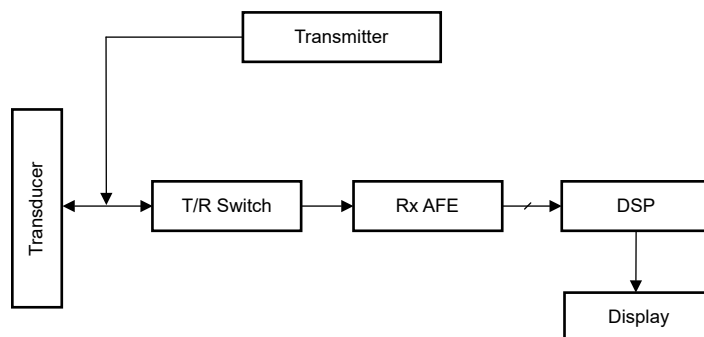 Transmitter
Transducer
T/R Switch
Rx AFE
DSP
Display